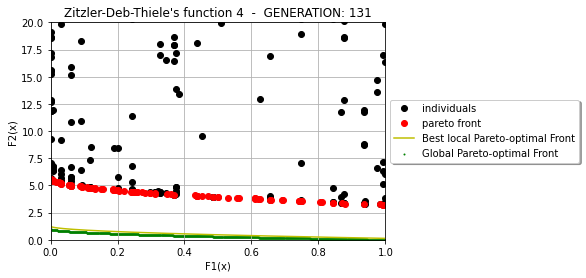 Zitzler-Deb-Thiele's function 4 - GENERATION: 131
20.0
17.5
15.0
12.5
10.0
7.5
5.0
2.5
0.0
F2(x)
0.0 0.2 0.4 0.6 0.8 1.0
F1(x)
individuals
pareto front
Best local Pareto-optimal Front
Global Pareto-optimal Front